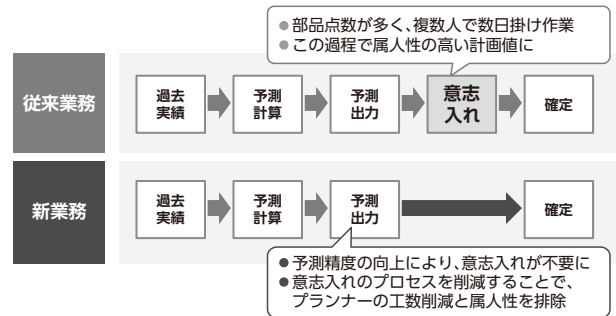 ●部品点数が多く、複数人で数日掛け作業
●この過程で属人性の高い計画値に
従来業務
過去
実績
予測
計算
予測
出力
意志
入れ
確定
新業務
過去
実績
予測
計算
予測
出力
確定
●予測精度の向上により、意志入れが不要に
●意志入れのプロセスを削減することで、
プランナーの工数削減と属人性を排除